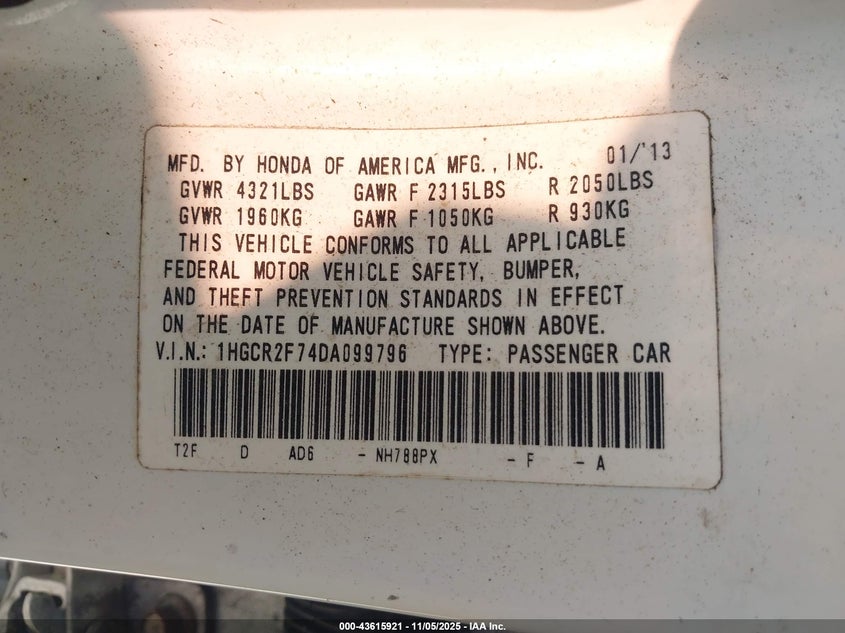 MFD. BY HONDA OF AMERICA MFG., INC. 01/'13
GVWR 4321LBS GAWR F 2315LBS R 2050LBS
GVWR 1960KG GAWR F 1050KG R 930KG
THIS VEHICLE CONFORMS TO ALL APPLICABLE
FEDERAL MOTOR VEHICLE SAFETY, BUMPER,
AND THEFT PREVENTION STANDARDS IN EFFECT
ON THE DATE OF MANUFACTURE SHOWN ABOVE.
V.I.N.: 1HGCR2F74DA099796 TYPE: PASSENGER CAR
T2F D AD6 - NH788PX - F - A
000-43615921 - 11/05/2025 - IAA Inc.